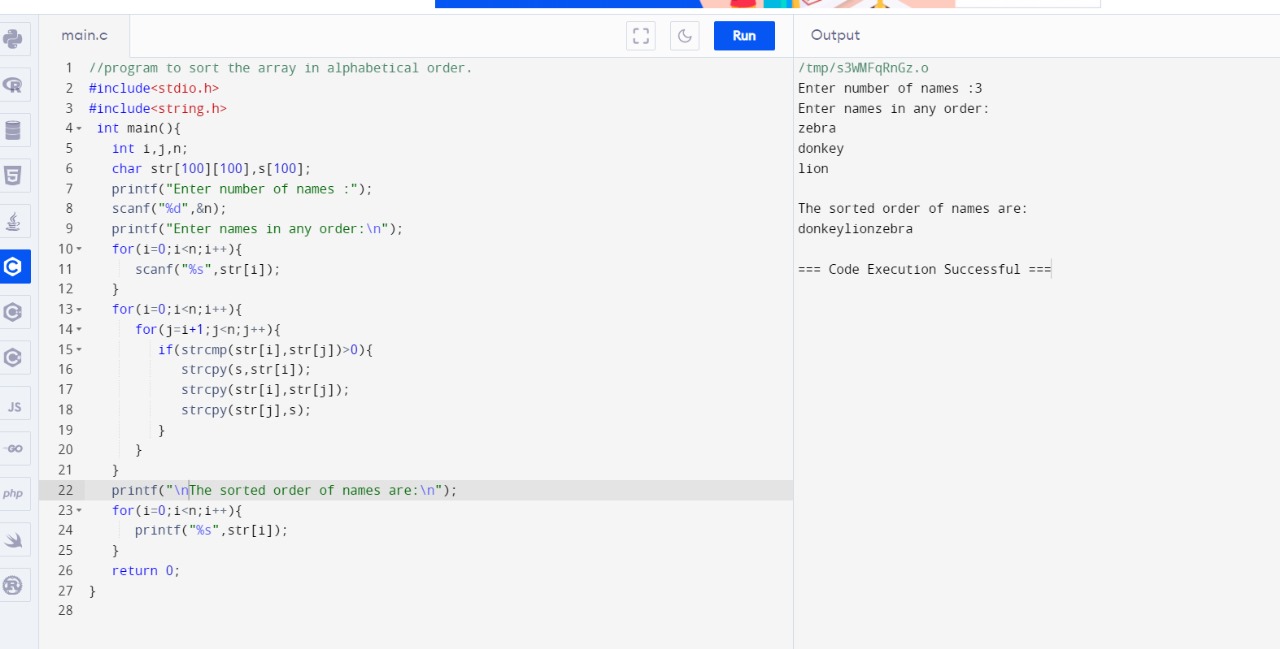 main.c
Run
Output
1 //program to sort the array in alphabetical order.
2 #include<stdio.h>
3 #include<string.h>
4 int main(){
5 int i,j,n;
6 char str[100][100],s[100];
7 printf("Enter number of names :");
8 scanf("%d",&n);
9 printf("Enter names in any order:\n");
10 for(i=0;i<n;i++){
11 scanf("%s",str[i]);
12 }
13 for(i=0;i<n;i++){
14 for(j=i+1;j<n;j++){
15 if(strcmp(str[i],str[j])>0){
16 strcpy(s,str[i]);
17 strcpy(str[i],str[j]);
18 strcpy(str[j],s);
19 }
20 }
21 }
22 printf("\nThe sorted order of names are:\n");
23 for(i=0;i<n;i++){
24 printf("%s",str[i]);
25 }
26 return 0;
27 }
28
/tmp/s3WMFqRnGz.o
Enter number of names :3
Enter names in any order:
zebra
donkey
lion
The sorted order of names are:
donkeylionzebra
=== Code Execution Successful ===
R
5
C
C
C
JS
GO
php
R